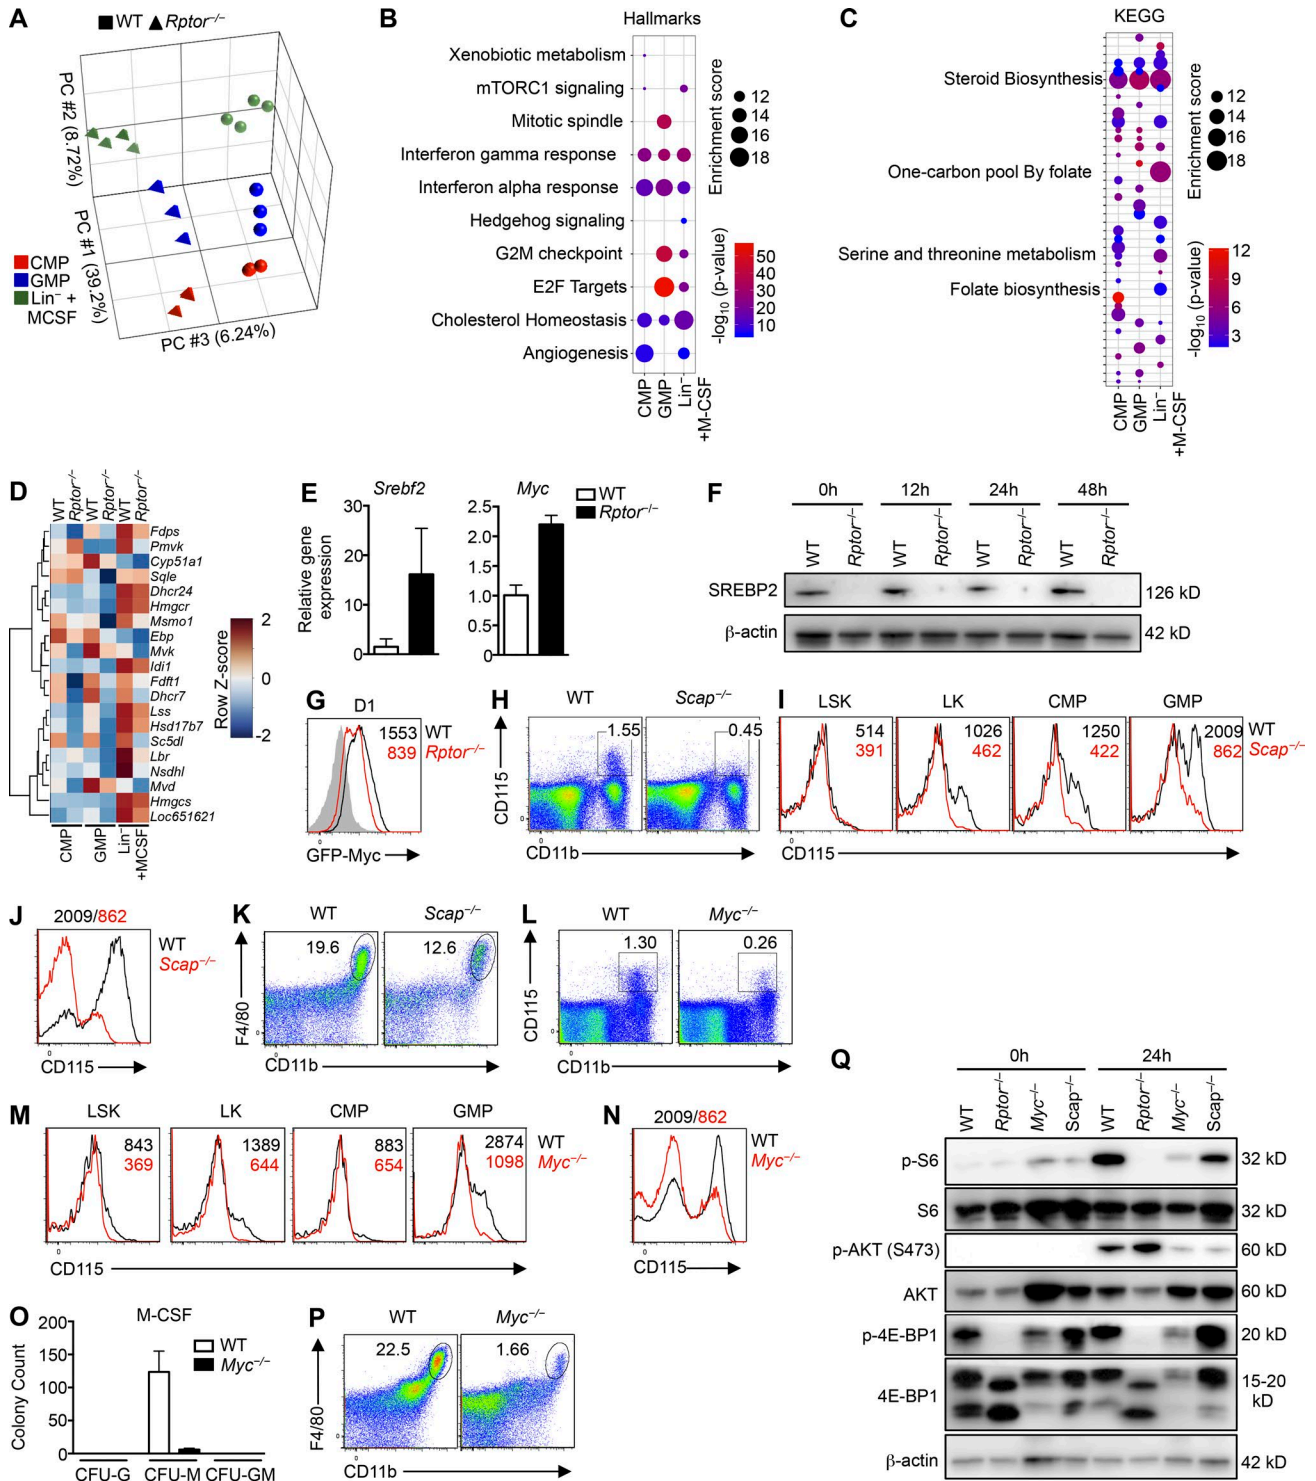 A
WT Rptor–/–
PC #2 (8.72%)
PC #1 (39.2%)
PC #3 (6.24%)
CMP
GMP
Lin– +
MCSF
B
Hallmarks
Xenobiotic metabolism
mTORC1 signaling
Mitotic spindle
Interferon gamma response
Interferon alpha response
Hedgehog signaling
G2M checkpoint
E2F Targets
Cholesterol Homeostasis
Angiogenesis
CMP
GMP
Lin–
+M-CSF
Enrichment score
12
14
16
18
-log10 (p-value)
50
40
30
20
10
C
KEGG
Steroid Biosynthesis
One-carbon pool By folate
Serine and threonine metabolism
Folate biosynthesis
CMP
GMP
Lin–
+M-CSF
Enrichment score
12
14
16
18
-log10 (p-value)
12
9
6
3
D
WT
Rptor–/–
WT
Rptor–/–
WT
Rptor–/–
Fdps
Pmvk
Cyp51a1
Sqle
Dhcr24
Hmgcr
Msmo1
Ebp
Mvk
Idi1
Fdft1
Dhcr7
Lss
Hsd17b7
Sc5dl
Lbr
Nsdhl
Mvd
Hmgcs
Loc651621
CMP
GMP
Lin–
+MCSF
Row Z-score
2
0
-2
E
Relative gene
expression
Srebf2
30
20
10
0
Myc
2.5
2.0
1.5
1.0
0.5
0
WT
Rptor–/–
F
0h 12h 24h 48h
WT Rptor–/– WT Rptor–/– WT Rptor–/– WT Rptor–/–
SREBP2 126 kD
β-actin 42 kD
G
D1
1553 WT
839 Rptor–/–
0
GFP-Myc
H
WT Scap–/–
1.55 0.45
CD115
0
CD11b
I
LSK LK CMP GMP
514 1026 1250 2009 WT
391 462 422 862 Scap–/–
0
CD115
J
2009/862
WT
Scap–/–
0
CD115
K
WT Scap–/–
19.6 12.6
F4/80
0
CD11b
L
WT Myc–/–
1.30 0.26
CD115
0
CD11b
M
LSK LK CMP GMP
843 1389 883 2874 WT
369 644 654 1098 Myc–/–
0
CD115
N
2009/862
WT
Myc–/–
0
CD115
O
M-CSF
Colony Count
200
150
100
50
0
WT
Myc–/–
CFU-G CFU-M CFU-GM
P
WT Myc–/–
22.5 1.66
F4/80
0
CD11b
Q
0h 24h
WT Rptor–/– Myc–/– Scap–/– WT Rptor–/– Myc–/– Scap–/–
p-S6 32 kD
S6 32 kD
p-AKT (S473) 60 kD
AKT 60 kD
p-4E-BP1 20 kD
4E-BP1 15-20
kD
β-actin 42 kD